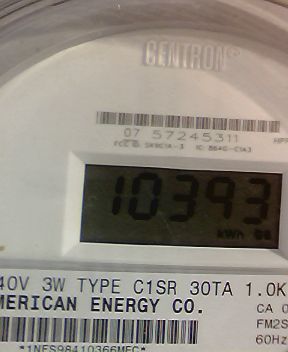 CENTRON®
07 57245311
10393
kWh
40V 3W TYPE C1SR 30TA 1.0K
MERICAN ENERGY CO.
CA 0
FM2S
60Hz
*1NES98410366MEC*